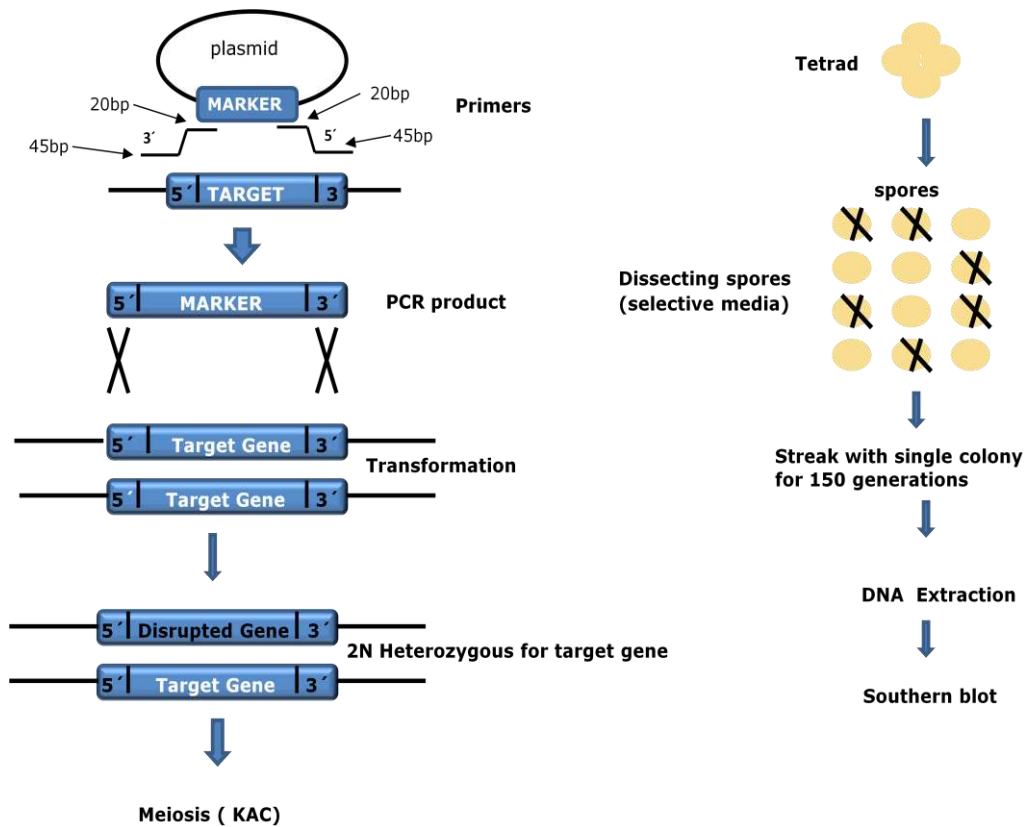 plasmid
MARKER
20bp
20bp
Primers
3´
5´
45bp
45bp
5´ TARGET 3´
5´ MARKER 3´
PCR product
5´ Target Gene 3´
Transformation
5´ Target Gene 3´
5´ Disrupted Gene 3´
2N Heterozygous for target gene
5´ Target Gene 3´
Meiosis ( KAC)
Tetrad
spores
Dissecting spores
(selective media)
Streak with single colony
for 150 generations
DNA Extraction
Southern blot